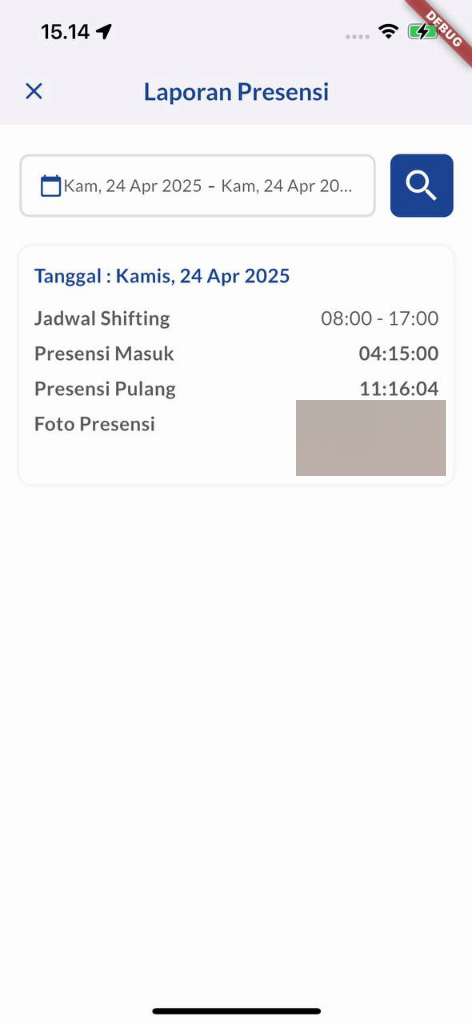 15.14
DEBUG
Laporan Presensi
Kam, 24 Apr 2025 - Kam, 24 Apr 20...
Tanggal : Kamis, 24 Apr 2025
Jadwal Shifting 08:00 - 17:00
Presensi Masuk 04:15:00
Presensi Pulang 11:16:04
Foto Presensi